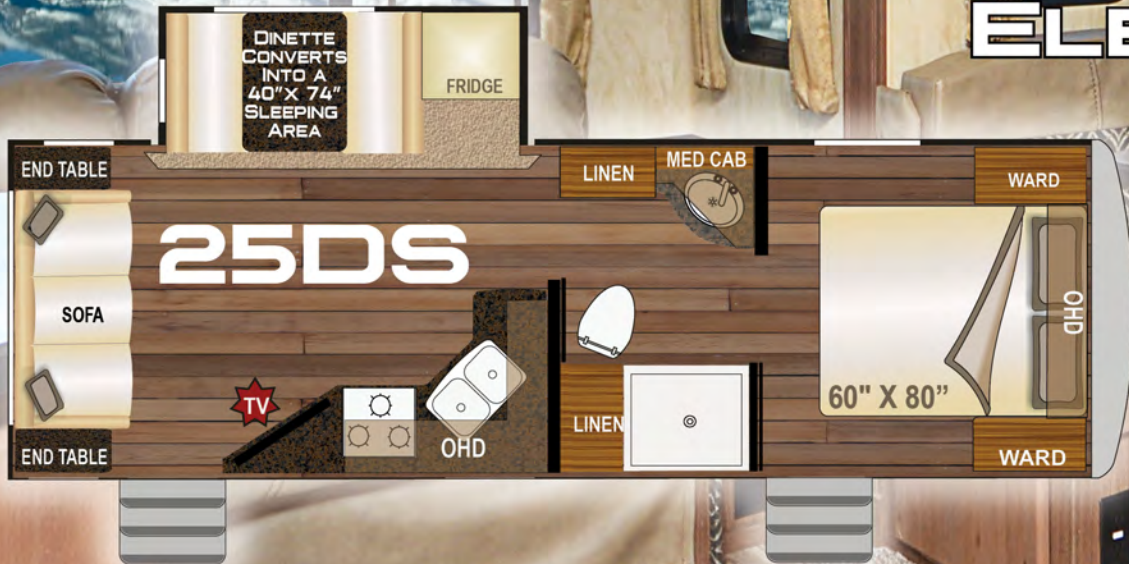 ELE
DINETTE
CONVERTS
INTO A
40"X 74"
SLEEPING
AREA
FRIDGE
END TABLE
LINEN
MED CAB
WARD
25DS
SOFA
OHD
TV
60" X 80”
LINEN
OHD
END TABLE
WARD